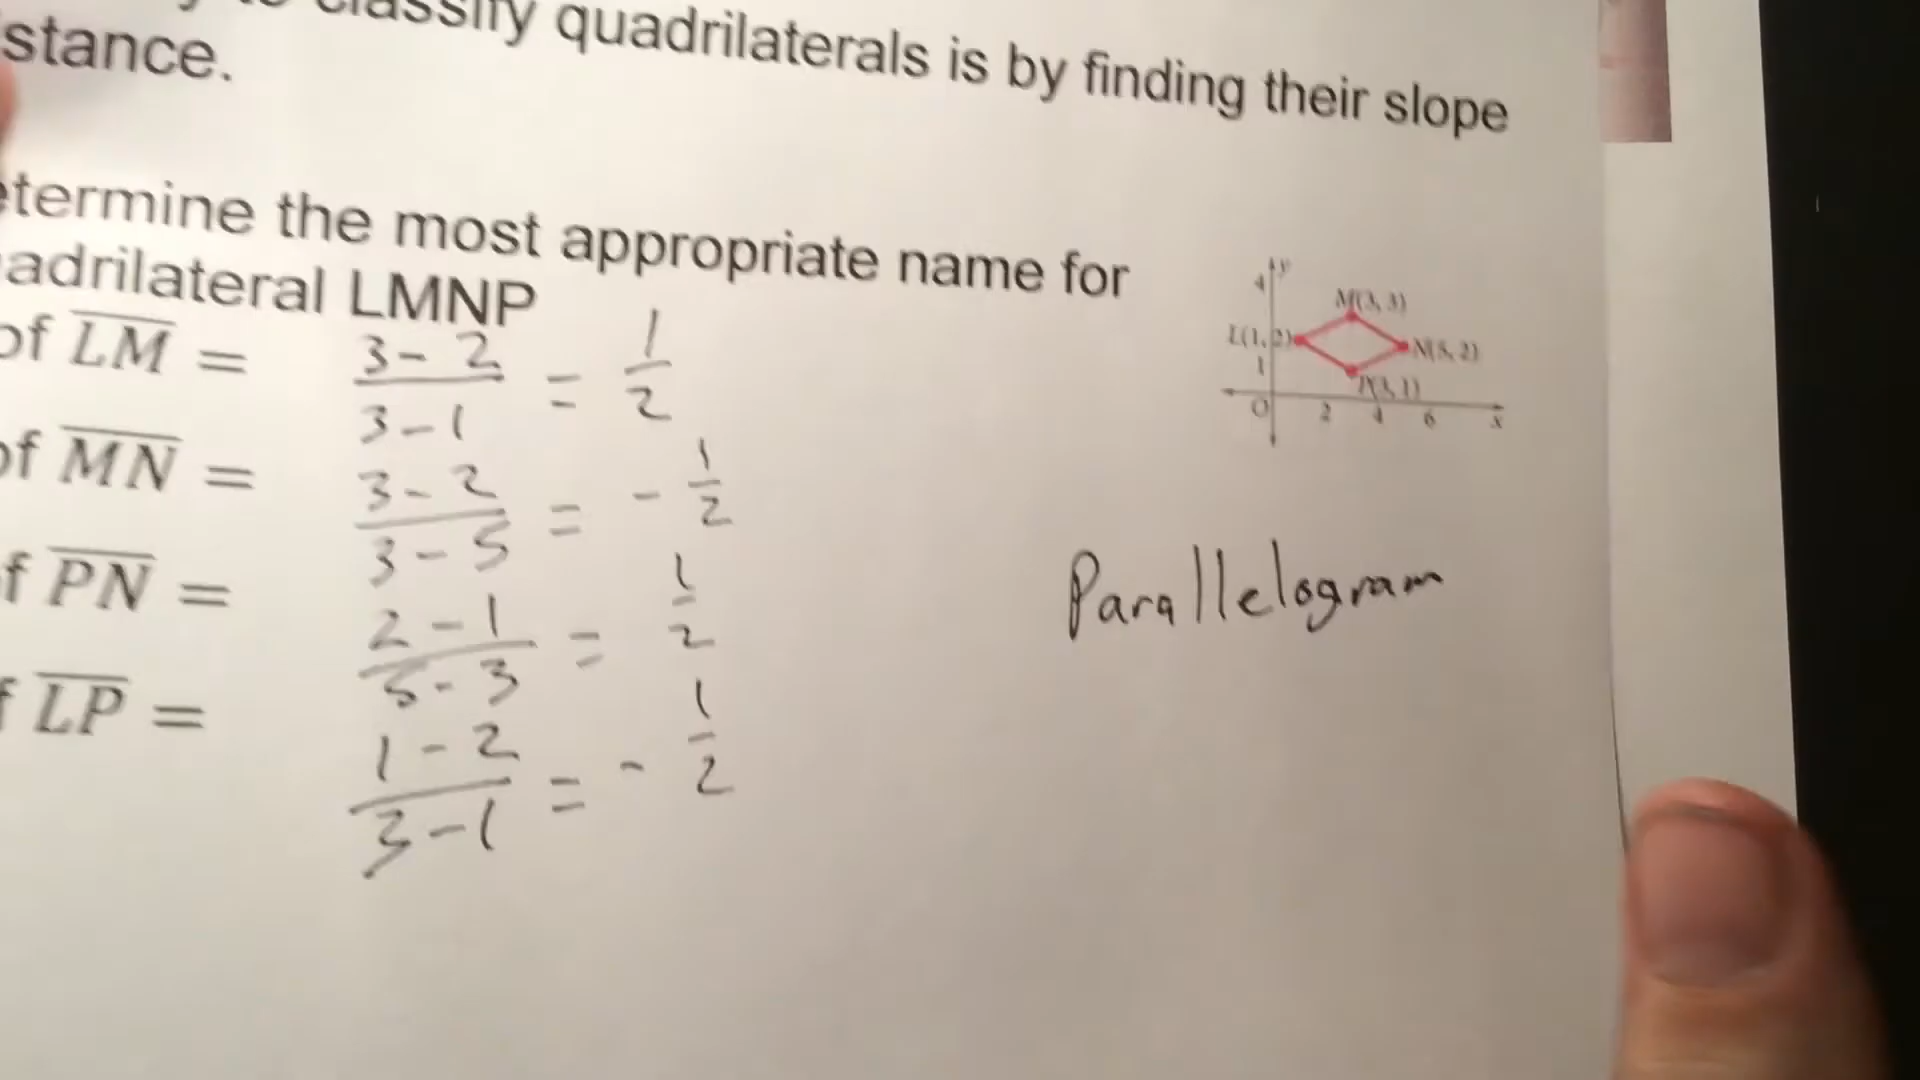 classify quadrilaterals is by finding their slope
stance.
etermine the most appropriate name for
adrilateral LMNP
of LM = 3-2 / 3-1 = 1/2
of MN = 3-2 / 3-5 = - 1/2
f PN = 2-1 / 5-3 = 1/2
f LP = 1-2 / 3-1 = - 1/2
y
4
M(3, 3)
L(1, 2)
N(5, 2)
1
P(3, 1)
O 2 4 6 x
Parallelogram